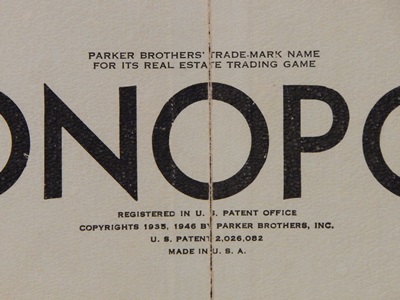 PARKER BROTHERS' TRADE-MARK NAME
FOR ITS REAL ESTATE TRADING GAME
ONOPO
REGISTERED IN U. S. PATENT OFFICE
COPYRIGHTS 1935, 1946 BY PARKER BROTHERS, INC.
U. S. PATENT 2,026,082
MADE IN U. S. A.